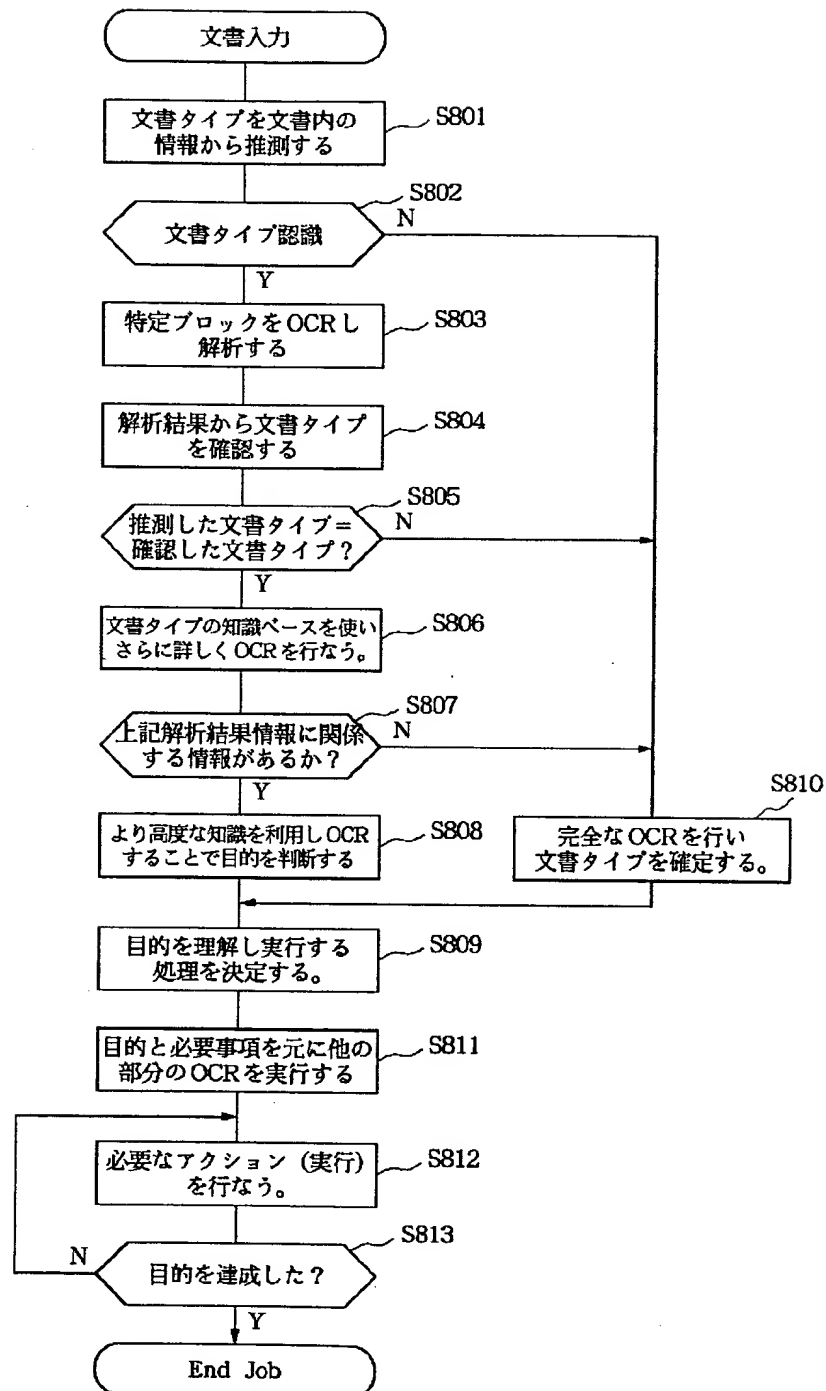 文書入力
文書タイプを文書内の
情報から推測する
S801
S802
文書タイプ認識
N
Y
特定ブロックをOCRし
解析する
S803
解析結果から文書タイプ
を確認する
S804
S805
推測した文書タイプ=
確認した文書タイプ?
N
Y
文書タイプの知識ベースを使い
さらに詳しくOCRを行なう。
S806
S807
上記解析結果情報に関係
する情報があるか?
N
Y
より高度な知識を利用しOCR
することで目的を判断する
S808
S810
完全なOCRを行い
文書タイプを確定する。
目的を理解し実行する
処理を決定する。
S809
目的と必要事項を元に他の
部分のOCRを実行する
S811
必要なアクション(実行)
を行なう。
S812
S813
目的を達成した?
N
Y
End Job